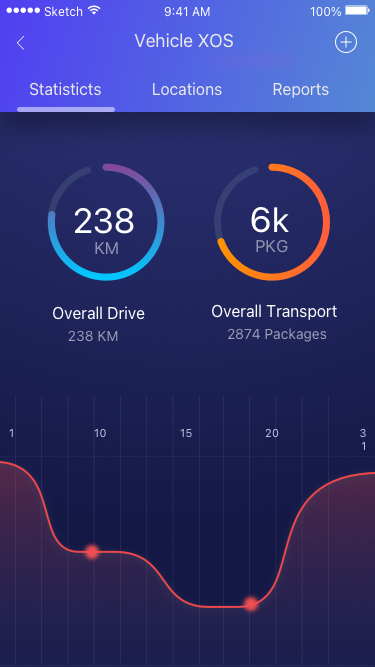 Sketch 9:41 AM 100%
Vehicle XOS
Statisticts Locations Reports
238
KM
6k
PKG
Overall Drive
238 KM
Overall Transport
2874 Packages
1 10 15 20 3
1